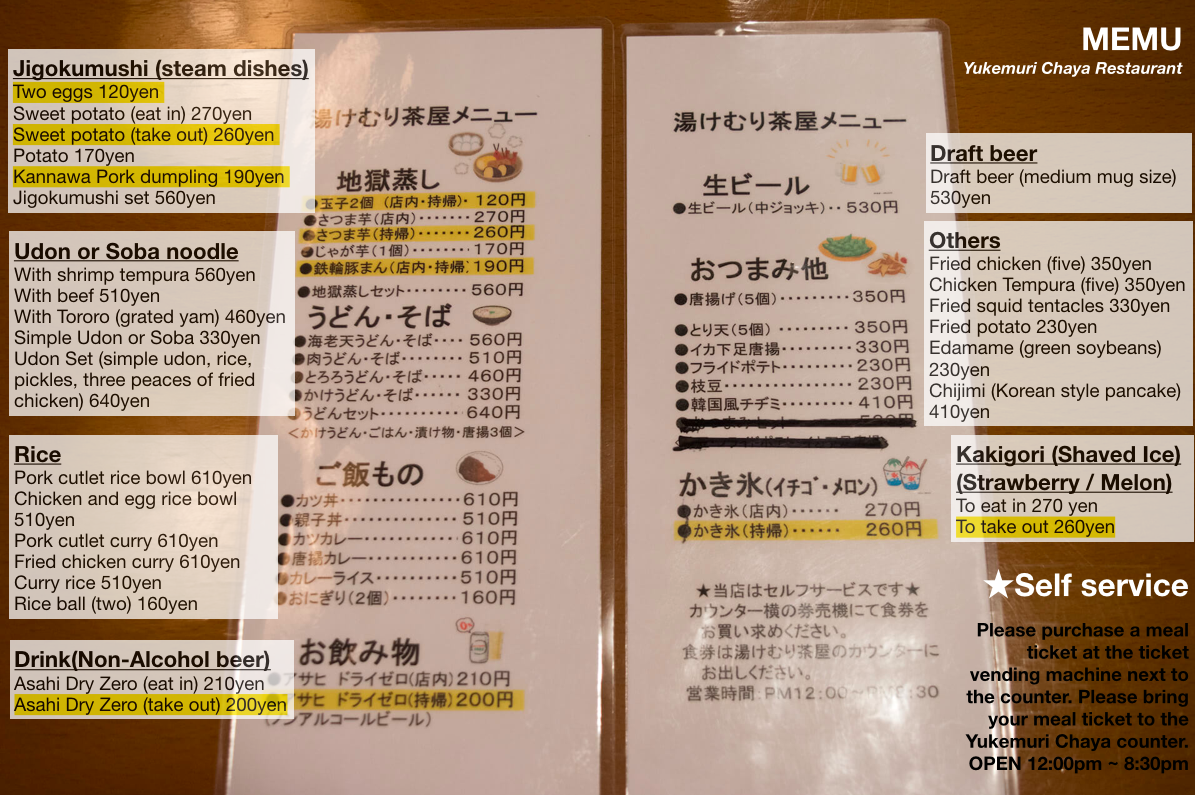 MEMU
Yukemuri Chaya Restaurant
Jigokumushi (steam dishes)
Two eggs 120yen
Sweet potato (eat in) 270yen
Sweet potato (take out) 260yen
Potato 170yen
Kannawa Pork dumpling 190yen
Jigokumushi set 560yen
Udon or Soba noodle
With shrimp tempura 560yen
With beef 510yen
With Tororo (grated yam) 460yen
Simple Udon or Soba 330yen
Udon Set (simple udon, rice,
pickles, three peaces of fried
chicken) 640yen
Rice
Pork cutlet rice bowl 610yen
Chicken and egg rice bowl
510yen
Pork cutlet curry 610yen
Fried chicken curry 610yen
Curry rice 510yen
Rice ball (two) 160yen
Drink(Non-Alcohol beer)
Asahi Dry Zero (eat in) 210yen
Asahi Dry Zero (take out) 200yen
湯けむり茶屋メニュー
地獄蒸し
●玉子2個（店内・持帰）・120円
●さつま芋（店内）・・・・・・・270円
●さつま芋（持帰）・・・・・・・260円
●じゃが芋（1個）・・・・・・・170円
●鉄輪豚まん（店内・持帰）190円
●地獄蒸しセット・・・・・・560円
うどん・そば
●海老天うどん・そば・・・・560円
●肉うどん・そば・・・・・・・510円
●とろろうどん・そば・・・・・460円
●かけうどん・そば・・・・・・330円
●うどんセット・・・・・・・・640円
＜かけうどん・ごはん・漬け物・唐揚3個＞
ご飯もの
●カツ丼・・・・・・・・・・・・610円
●親子丼・・・・・・・・・・・・510円
●カツカレー・・・・・・・・・610円
●唐揚カレー・・・・・・・・・610円
●カレーライス・・・・・・・・510円
●おにぎり（2個）・・・・・・160円
お飲み物
0%
●アサヒ ドライゼロ（店内）210円
アサヒ ドライゼロ（持帰）200円
（ノンアルコールビール）
湯けむり茶屋メニュー
生ビール
●生ビール（中ジョッキ）・・530円
おつまみ他
●唐揚げ（5個）・・・・・・・・350円
●とり天（5個）・・・・・・・・350円
●イカ下足唐揚・・・・・・・・330円
●フライドポテト・・・・・・・230円
●枝豆・・・・・・・・・・・・230円
●韓国風チヂミ・・・・・・・・410円
かき氷（イチゴ・メロン）
●かき氷（店内）・・・・・・270円
●かき氷（持帰）・・・・・・260円
★当店はセルフサービスです★
カウンター横の券売機にて食券を
お買い求めください。
食券は湯けむり茶屋のカウンターに
お出しください。
営業時間：PM12：00～PM8：30
Draft beer
Draft beer (medium mug size)
530yen
Others
Fried chicken (five) 350yen
Chicken Tempura (five) 350yen
Fried squid tentacles 330yen
Fried potato 230yen
Edamame (green soybeans)
230yen
Chijimi (Korean style pancake)
410yen
Kakigori (Shaved Ice)
(Strawberry / Melon)
To eat in 270 yen
To take out 260yen
★Self service
Please purchase a meal
ticket at the ticket
vending machine next to
the counter. Please bring
your meal ticket to the
Yukemuri Chaya counter.
OPEN 12:00pm ~ 8:30pm